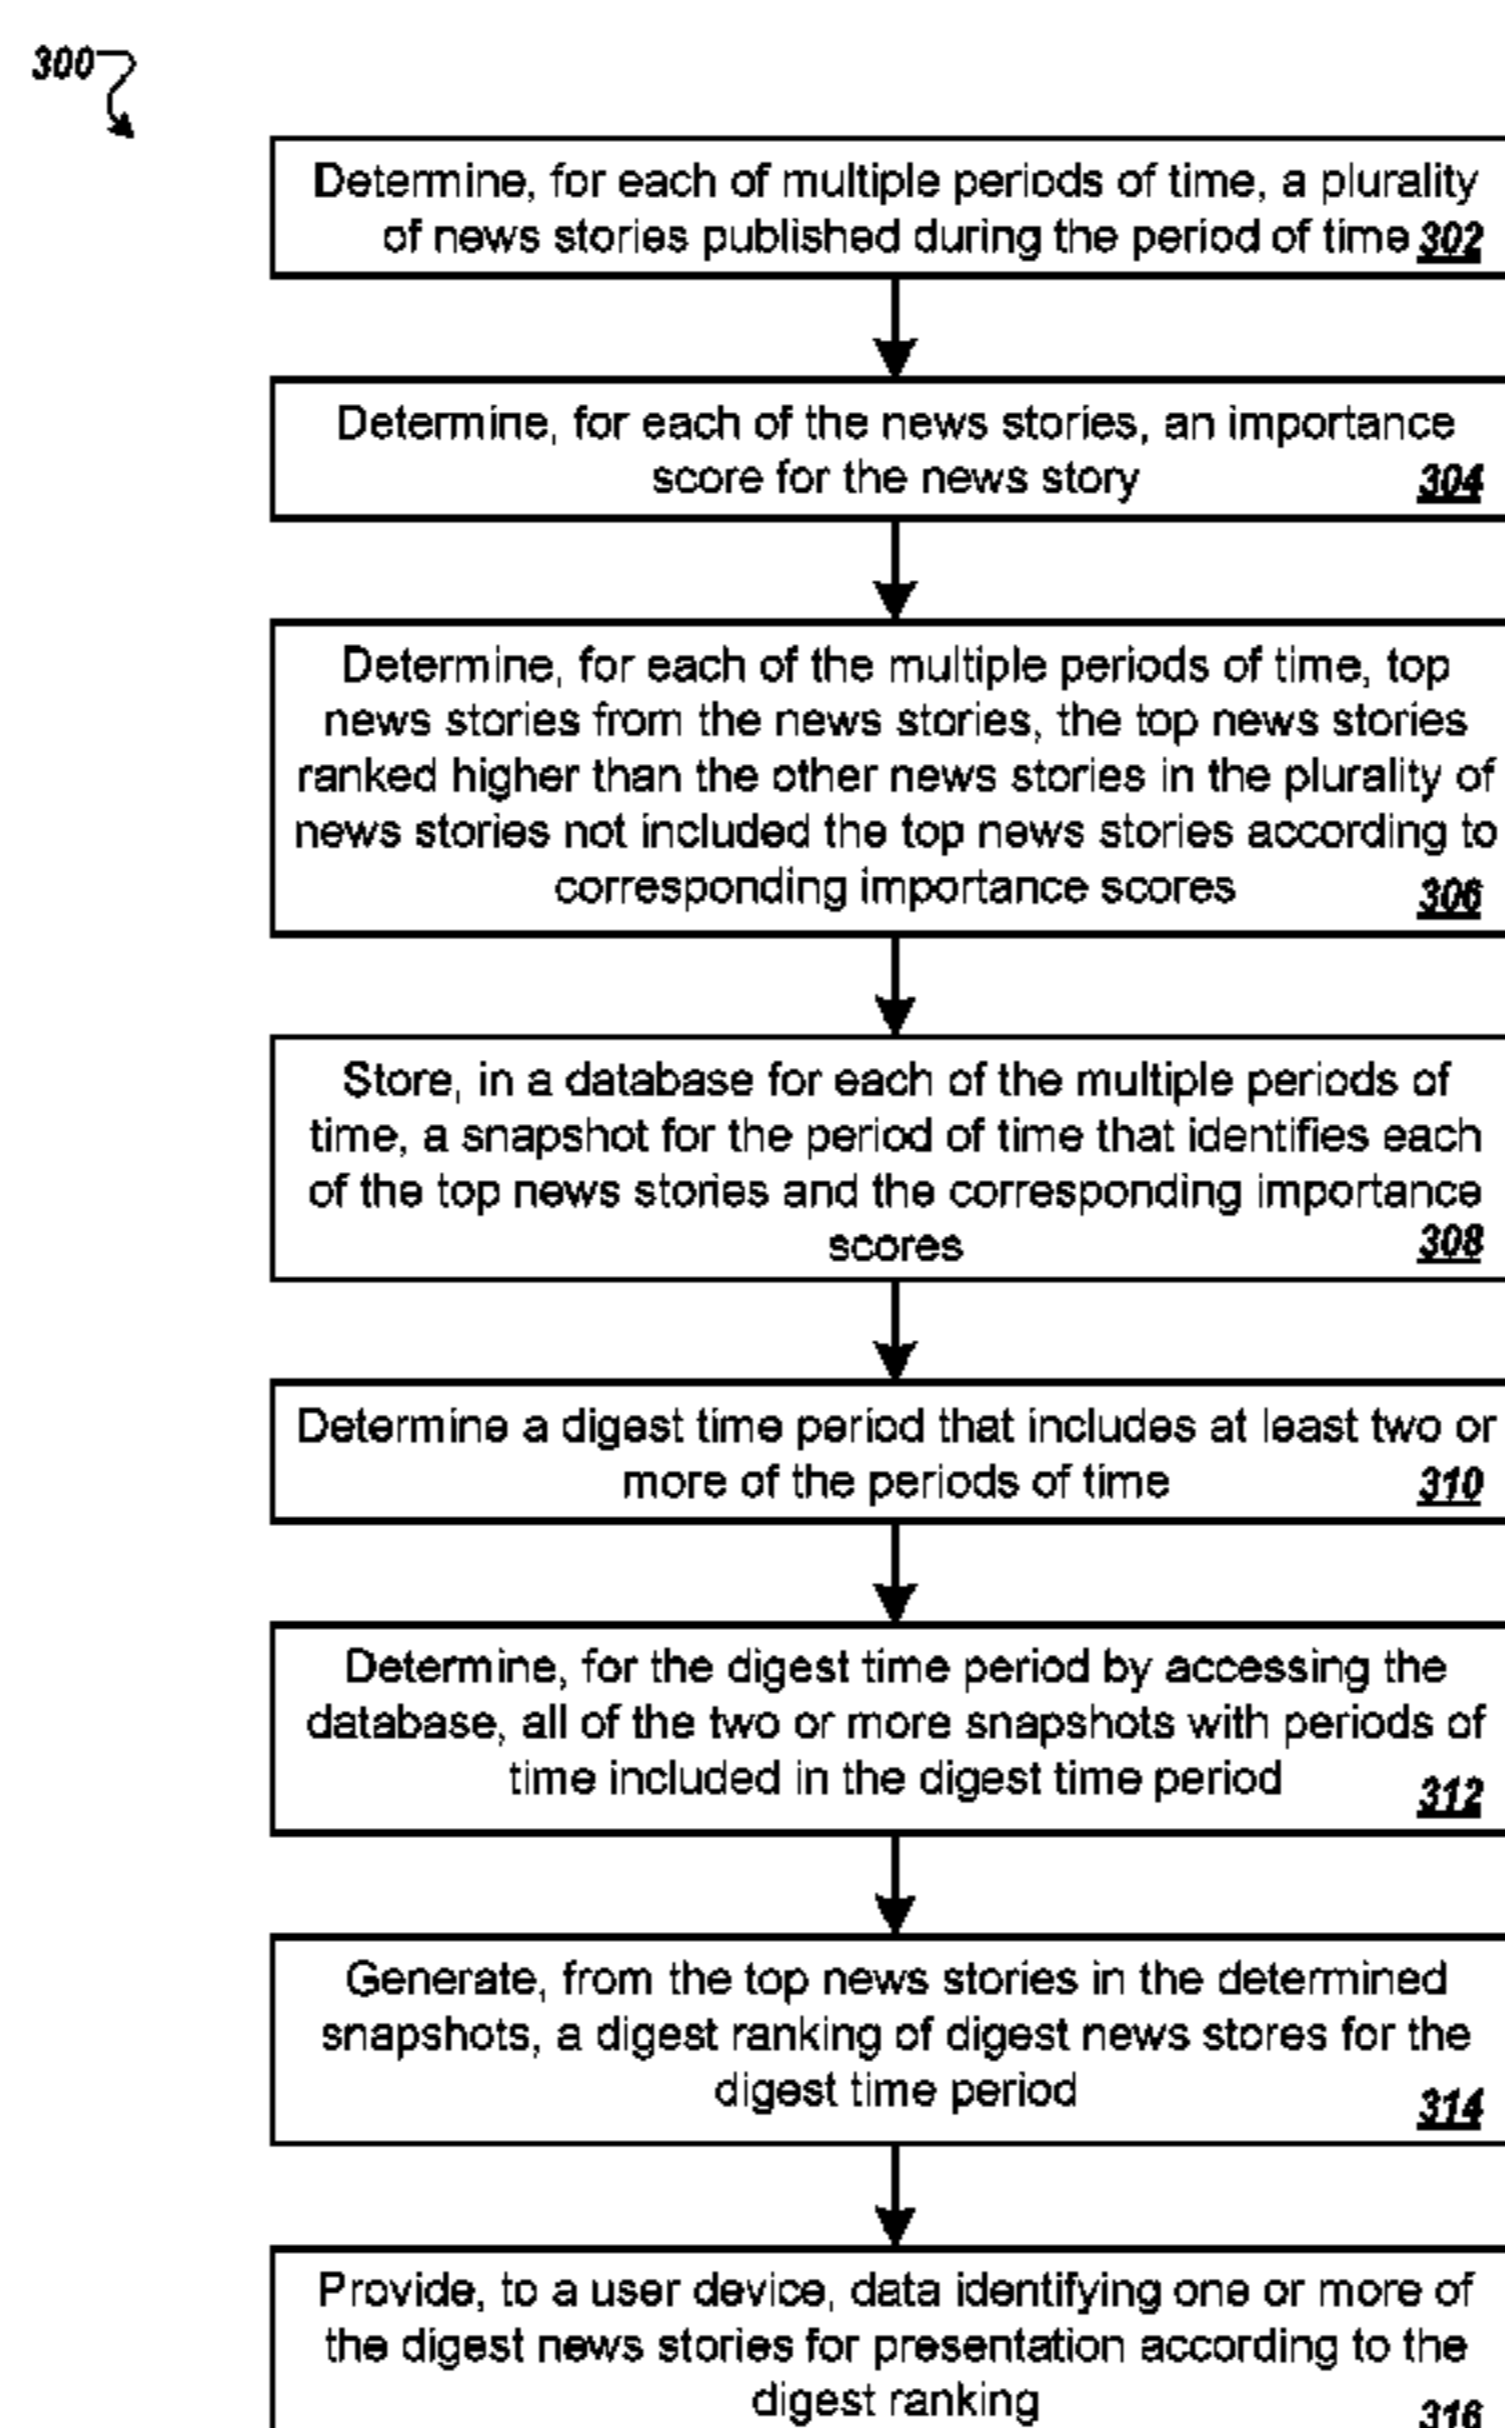 300
Determine, for each of multiple periods of time, a plurality
of news stories published during the period of time 302
Determine, for each of the news stories, an importance
score for the news story 304
Determine, for each of the multiple periods of time, top
news stories from the news stories, the top news stories
ranked higher than the other news stories in the plurality of
news stories not included the top news stories according to
corresponding importance scores 306
Store, in a database for each of the multiple periods of
time, a snapshot for the period of time that identifies each
of the top news stories and the corresponding importance
scores 308
Determine a digest time period that includes at least two or
more of the periods of time 310
Determine, for the digest time period by accessing the
database, all of the two or more snapshots with periods of
time included in the digest time period 312
Generate, from the top news stories in the determined
snapshots, a digest ranking of digest news stores for the
digest time period 314
Provide, to a user device, data identifying one or more of
the digest news stories for presentation according to the
digest ranking 316